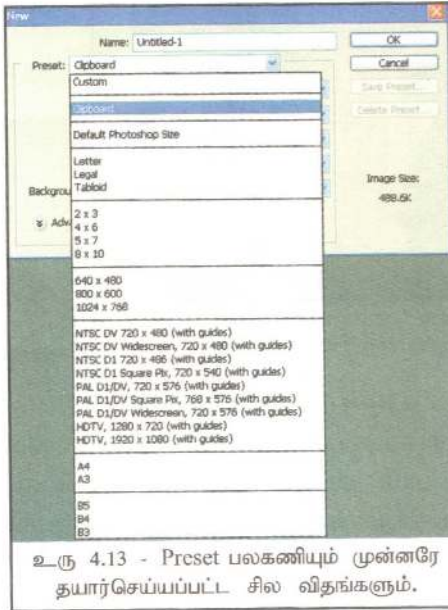 New
Name: Untitled-1
OK
Preset: Clipboard
Cancel
Custom
Save Preset...
Clipboard
Delete Preset...
Default Photoshop Size
Letter
Legal
Tabloid
Image Size:
Backgrou
488.6K
2 x 3
4 x 6
Adv
5 x 7
8 x 10
640 x 480
800 x 600
1024 x 768
NTSC DV 720 x 480 (with guides)
NTSC DV Widescreen, 720 x 480 (with guides)
NTSC D1 720 x 486 (with guides)
NTSC D1 Square Pix, 720 x 540 (with guides)
PAL D1/DV, 720 x 576 (with guides)
PAL D1/DV Square Pix, 768 x 576 (with guides)
PAL D1/DV Widescreen, 720 x 576 (with guides)
HDTV, 1280 x 720 (with guides)
HDTV, 1920 x 1080 (with guides)
A4
A3
B5
B4
B3
உரு 4.13 - Preset பலகணியும் முன்னரே
தயார்செய்யப்பட்ட சில விதங்களும்.